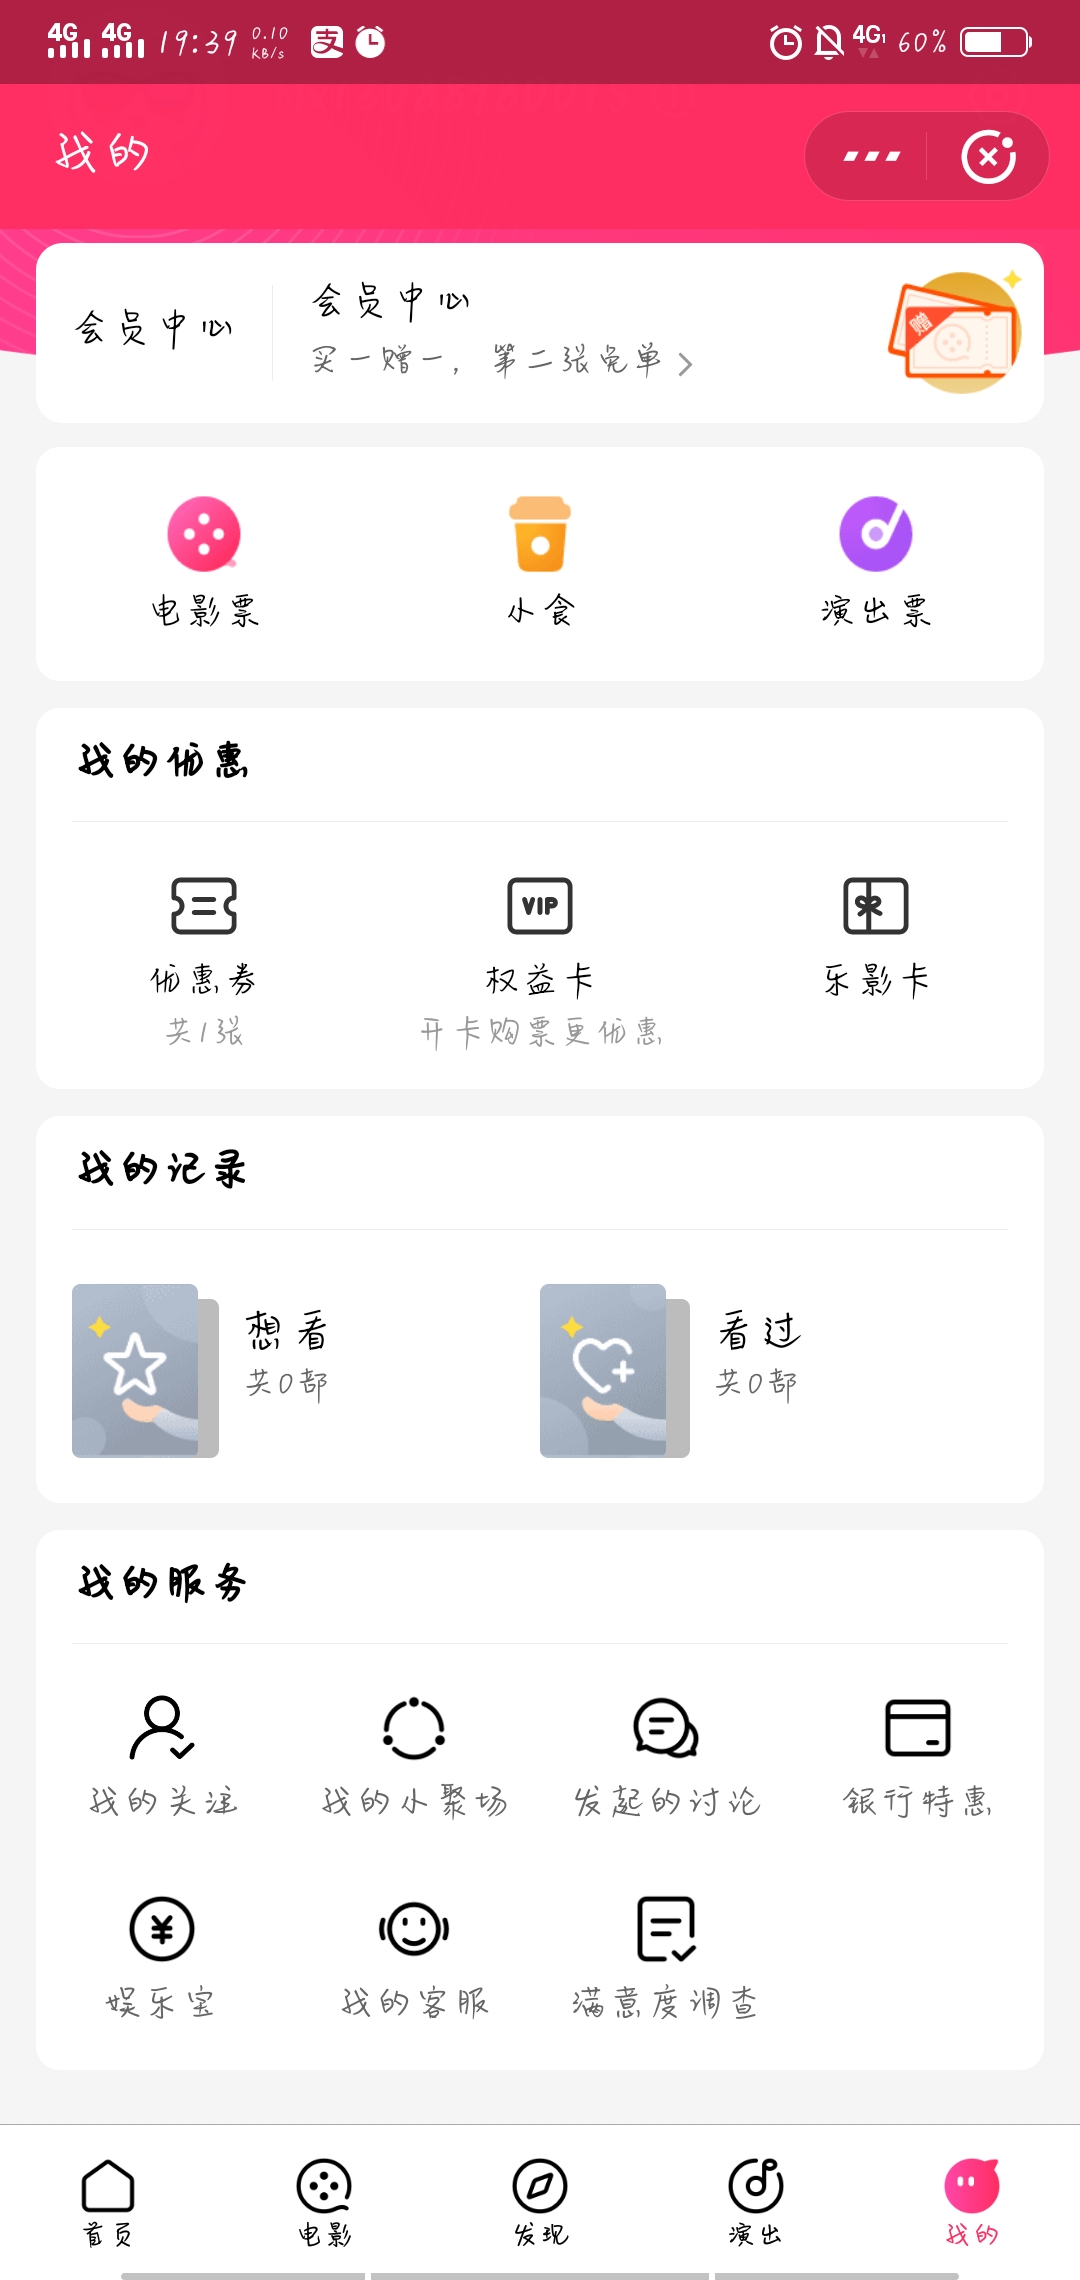 4G 4G 19:39 0.10 KB/s 支 4G1 60%
我的
会员中心
会员中心
买一赠一，第二张免单
赠
电影票 小食 演出票
我的优惠
VIP
优惠券 权益卡 乐影卡
共1张 开卡购票更优惠
我的记录
想看 看过
共0部 共0部
我的服务
我的关注 我的小聚场 发起的讨论 银行特惠
¥
娱乐宝 我的客服 满意度调查
首页 电影 发现 演出 我的